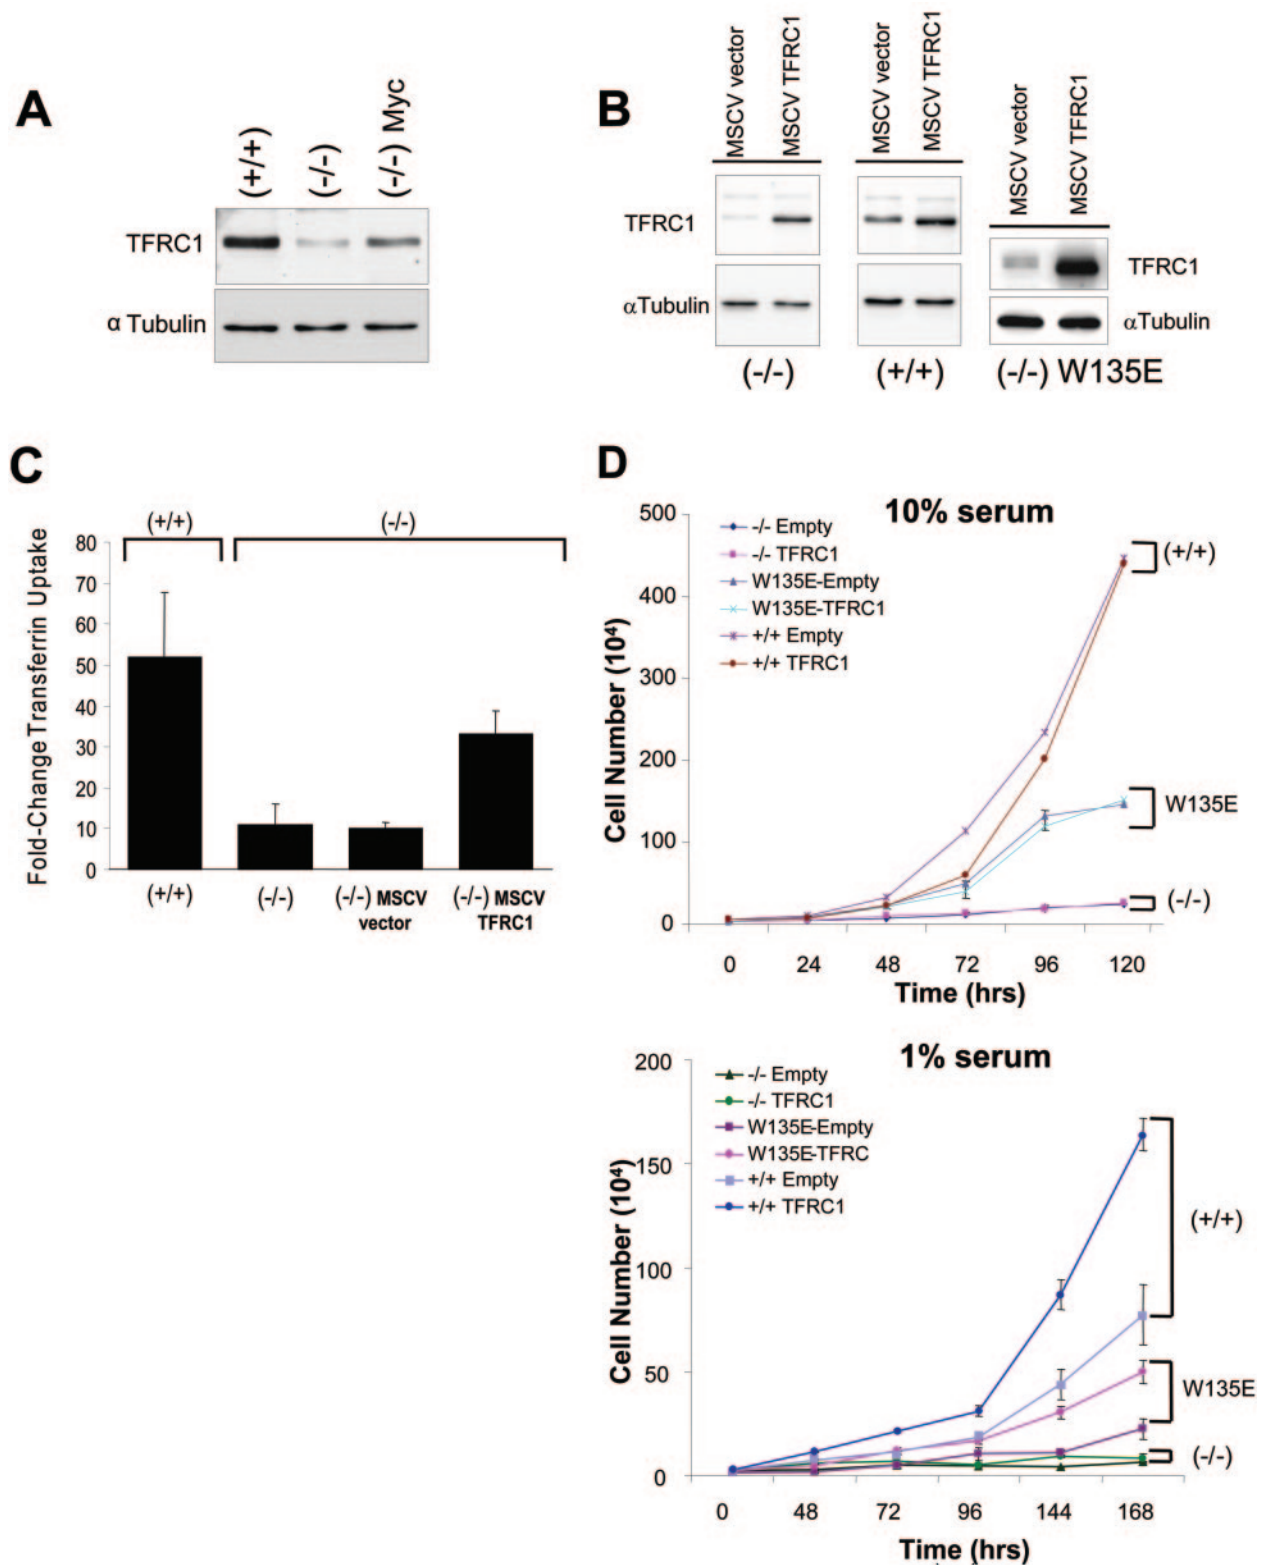 A
(+/+)
(-/-)
(-/-) Myc
TFRC1
α Tubulin
B
MSCV vector
MSCV TFRC1
MSCV vector
MSCV TFRC1
MSCV vector
MSCV TFRC1
TFRC1
αTubulin
TFRC1
αTubulin
(-/-)
(+/+)
(-/-) W135E
C
(+/+)
(-/-)
Fold-Change Transferrin Uptake
80
70
60
50
40
30
20
10
0
(+/+)
(-/-)
(-/-) MSCV
vector
(-/-) MSCV
TFRC1
D
10% serum
Cell Number (10⁴)
500
400
300
200
100
0
-/- Empty
-/- TFRC1
W135E-Empty
W135E-TFRC1
+/+ Empty
+/+ TFRC1
(+/+)
W135E
(-/-)
0 24 48 72 96 120
Time (hrs)
1% serum
Cell Number (10⁴)
200
150
100
50
0
-/- Empty
-/- TFRC1
W135E-Empty
W135E-TFRC
+/+ Empty
+/+ TFRC1
(+/+)
W135E
(-/-)
0 48 72 96 144 168
Time (hrs)